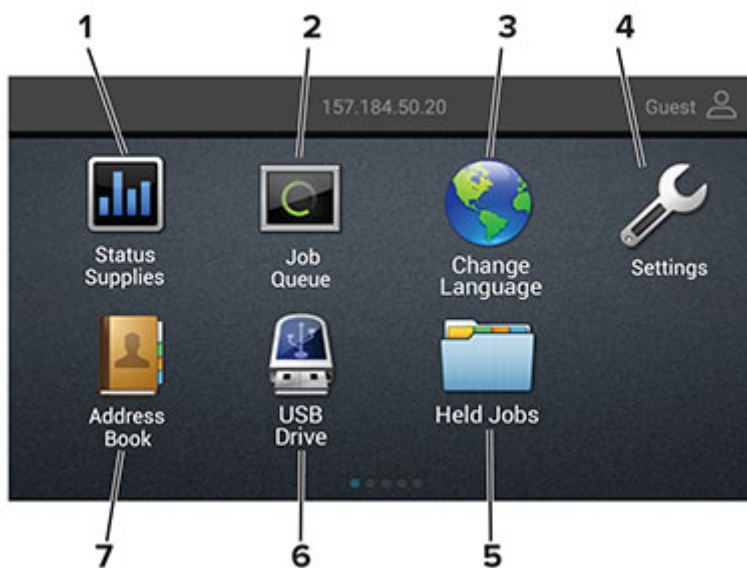 1 2 3 4
157.184.50.20 Guest
Status
Supplies
Job
Queue
Change
Language
Settings
Address
Book
USB
Drive
Held Jobs
7 6 5